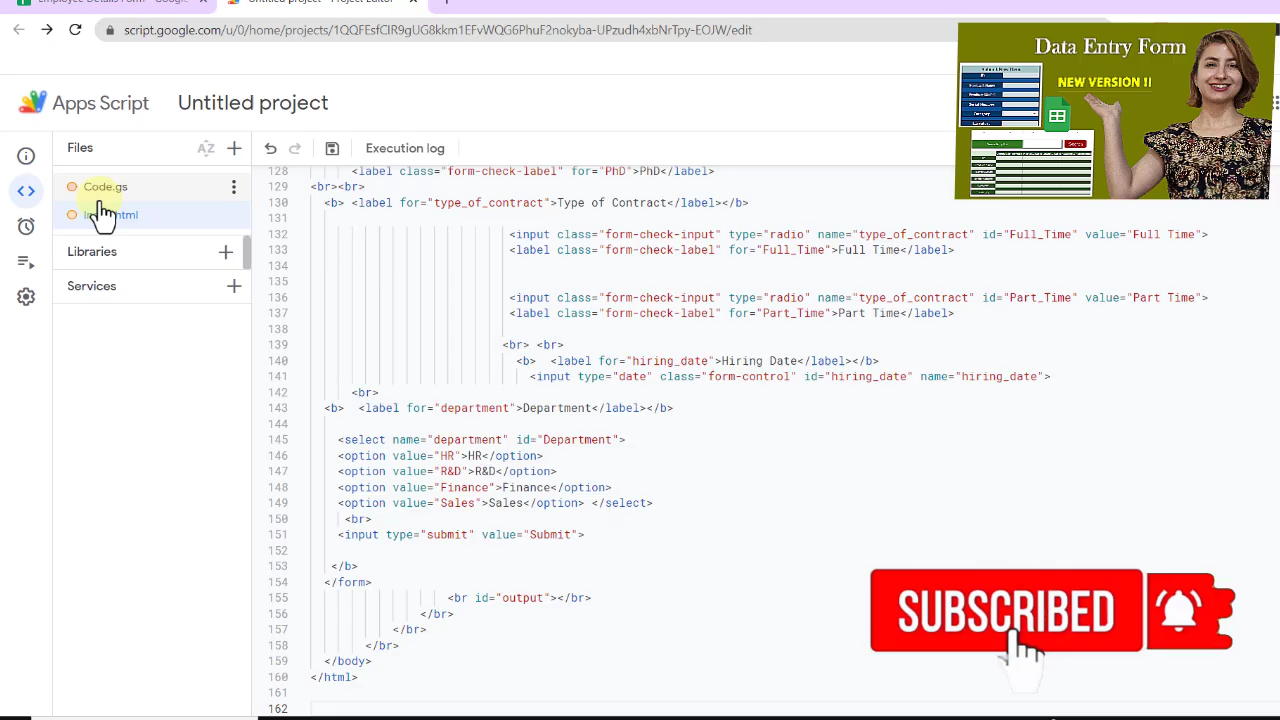 Employee Details Form - Google
Untitled project - Project Editor
script.google.com/u/0/home/projects/1QQFEsfClR9gUG8kkm1EFvWQG6PhuF2nokyba-UPzudh4xbNrTpy-EOJW/edit
Data Entry Form
NEW VERSION !!
Apps Script
Untitled project
Files
Execution log
Code.gs
Libraries
Services
128 <label class="form-check-label" for="PhD">PhD</label>
129 <br><br>
130 <b> <label for="type_of_contract">Type of Contract</label></b>
131
132 <input class="form-check-input" type="radio" name="type_of_contract" id="Full_Time" value="Full Time">
133 <label class="form-check-label" for="Full_Time">Full Time</label>
134
135
136 <input class="form-check-input" type="radio" name="type_of_contract" id="Part_Time" value="Part Time">
137 <label class="form-check-label" for="Part_Time">Part Time</label>
138
139 <br> <br>
140 <b> <label for="hiring_date">Hiring Date</label></b>
141 <input type="date" class="form-control" id="hiring_date" name="hiring_date">
142 <br>
143 <b> <label for="department">Department</label></b>
144
145 <select name="department" id="Department">
146 <option value="HR">HR</option>
147 <option value="R&D">R&D</option>
148 <option value="Finance">Finance</option>
149 <option value="Sales">Sales</option> </select>
150 <br>
151 <input type="submit" value="Submit">
152
153 </b>
154 </form>
155 <br id="output"></br>
156 </br>
157 </br>
158 </br>
159 </body>
160 </html>
161
162
SUBSCRIBED